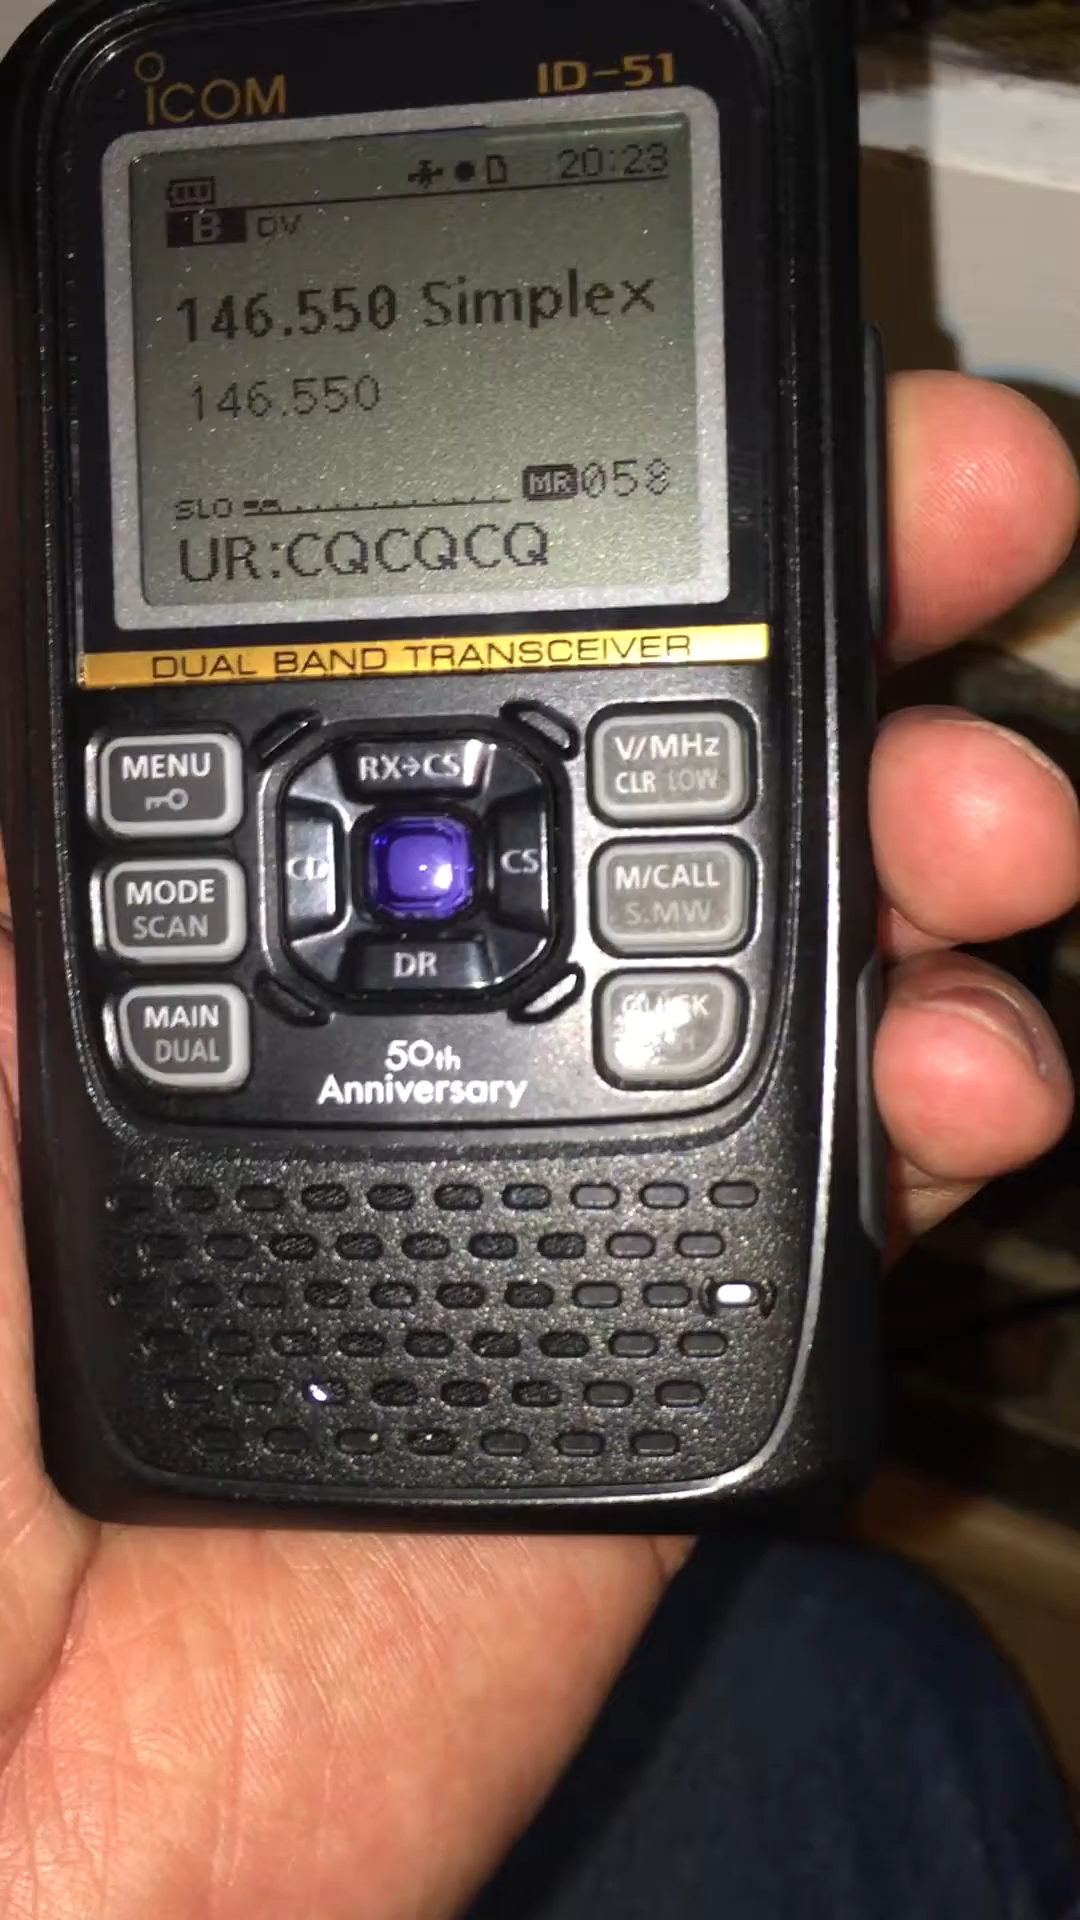 ICOM ID-51
20:23
B DV
146.550 Simplex
146.550
MR 058
SLO
UR:CQCQCQ
DUAL BAND TRANSCEIVER
MENU
RX→CS
V/MHz
CLR LOW
MODE
SCAN
CD
CS
M/CALL
S.MW
MAIN
DUAL
DR
50th
Anniversary